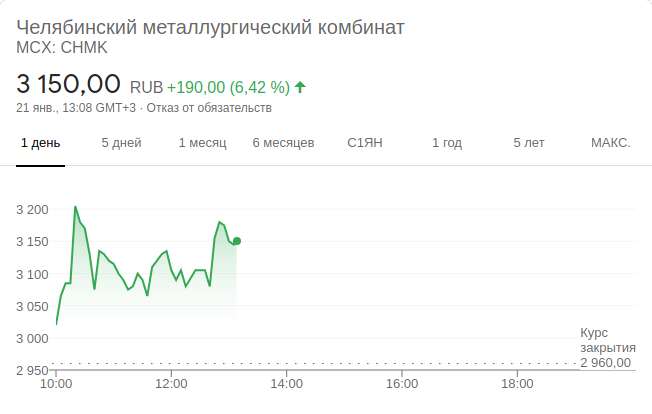 Челябинский металлургический комбинат
MCX: CHMK
3 150,00 RUB +190,00 (6,42 %)
21 янв., 13:08 GMT+3 · Отказ от обязательств
1 день 5 дней 1 месяц 6 месяцев С1ЯН 1 год 5 лет МАКС.
3 200
3 150
3 100
3 050
3 000
2 950
Курс
закрытия
2 960,00
10:00 12:00 14:00 16:00 18:00